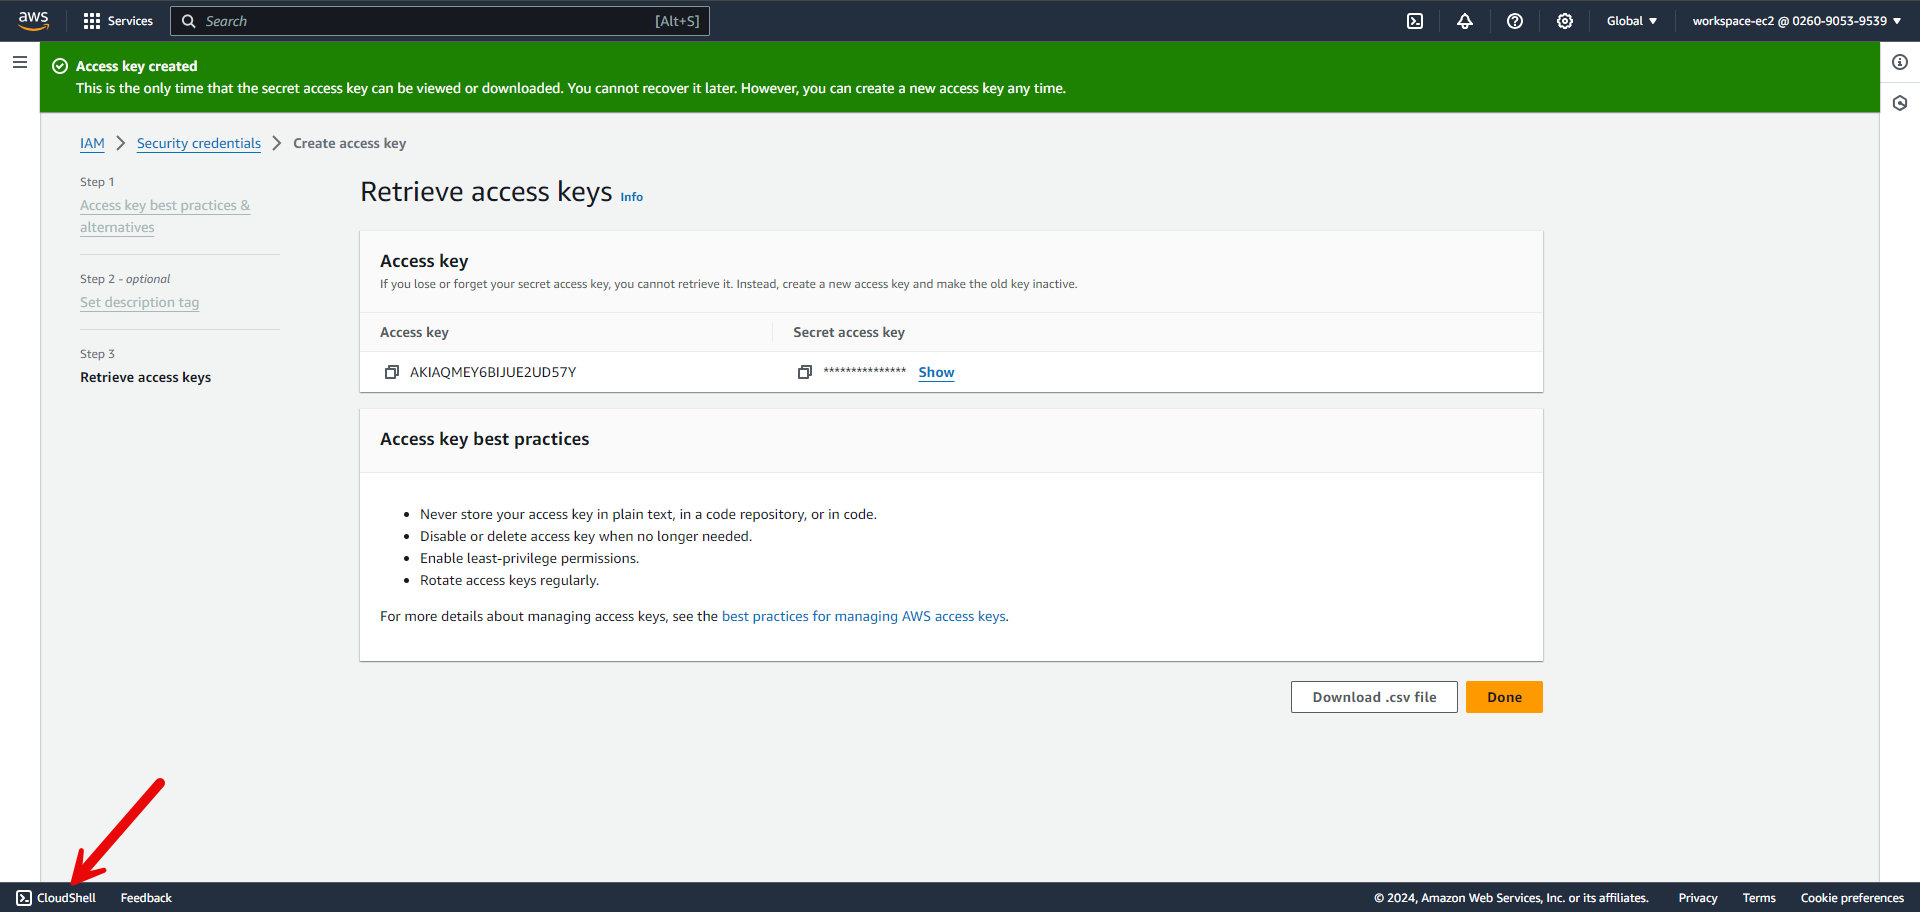 aws
Services
Search
[Alt+S]
Global
workspace-ec2 @ 0260-9053-9539
Access key created
This is the only time that the secret access key can be viewed or downloaded. You cannot recover it later. However, you can create a new access key any time.
IAM
Security credentials
Create access key
Step 1
Access key best practices &
alternatives
Step 2 - optional
Set description tag
Step 3
Retrieve access keys
Retrieve access keys Info
Access key
If you lose or forget your secret access key, you cannot retrieve it. Instead, create a new access key and make the old key inactive.
Access key
Secret access key
AKIAQMEY6BIJUE2UD57Y
*************** Show
Access key best practices
• Never store your access key in plain text, in a code repository, or in code.
• Disable or delete access key when no longer needed.
• Enable least-privilege permissions.
• Rotate access keys regularly.
For more details about managing access keys, see the best practices for managing AWS access keys.
Download .csv file
Done
CloudShell
Feedback
© 2024, Amazon Web Services, Inc. or its affiliates.
Privacy
Terms
Cookie preferences